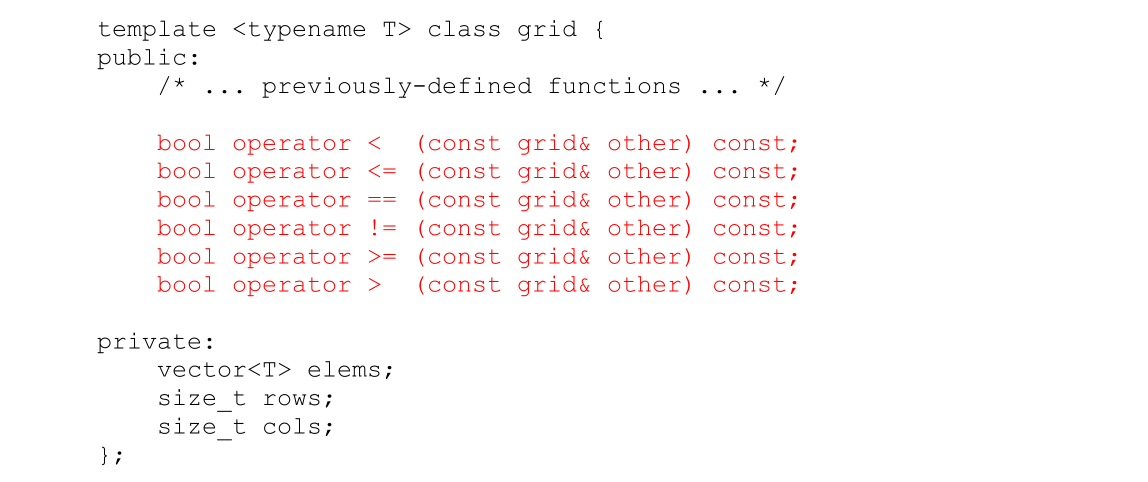 template <typename T> class grid {
public:
    /* ... previously-defined functions ... */

    bool operator <  (const grid& other) const;
    bool operator <= (const grid& other) const;
    bool operator == (const grid& other) const;
    bool operator != (const grid& other) const;
    bool operator >= (const grid& other) const;
    bool operator >  (const grid& other) const;

private:
    vector<T> elems;
    size_t rows;
    size_t cols;
};